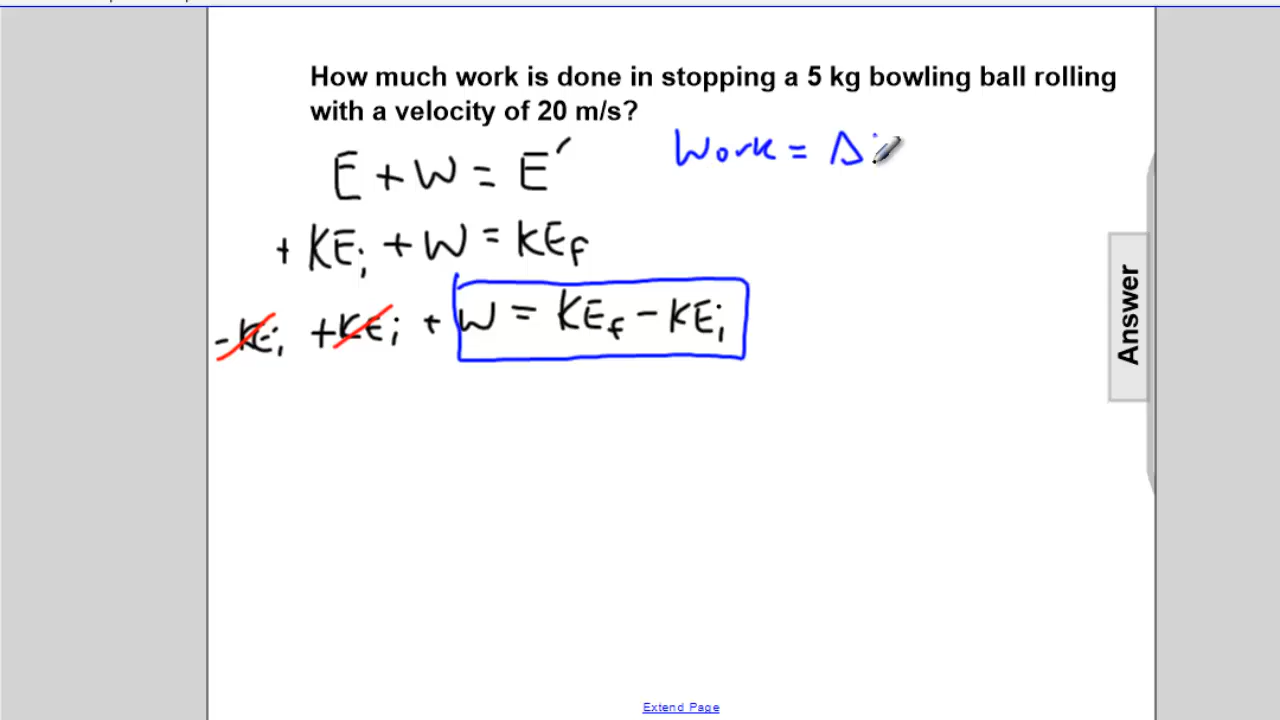 How much work is done in stopping a 5 kg bowling ball rolling
with a velocity of 20 m/s?
Work = Δ
E + W = E′
+ KEi + W = KEf
-KEi +KEi + W = KEf - KEi
Answer
Extend Page